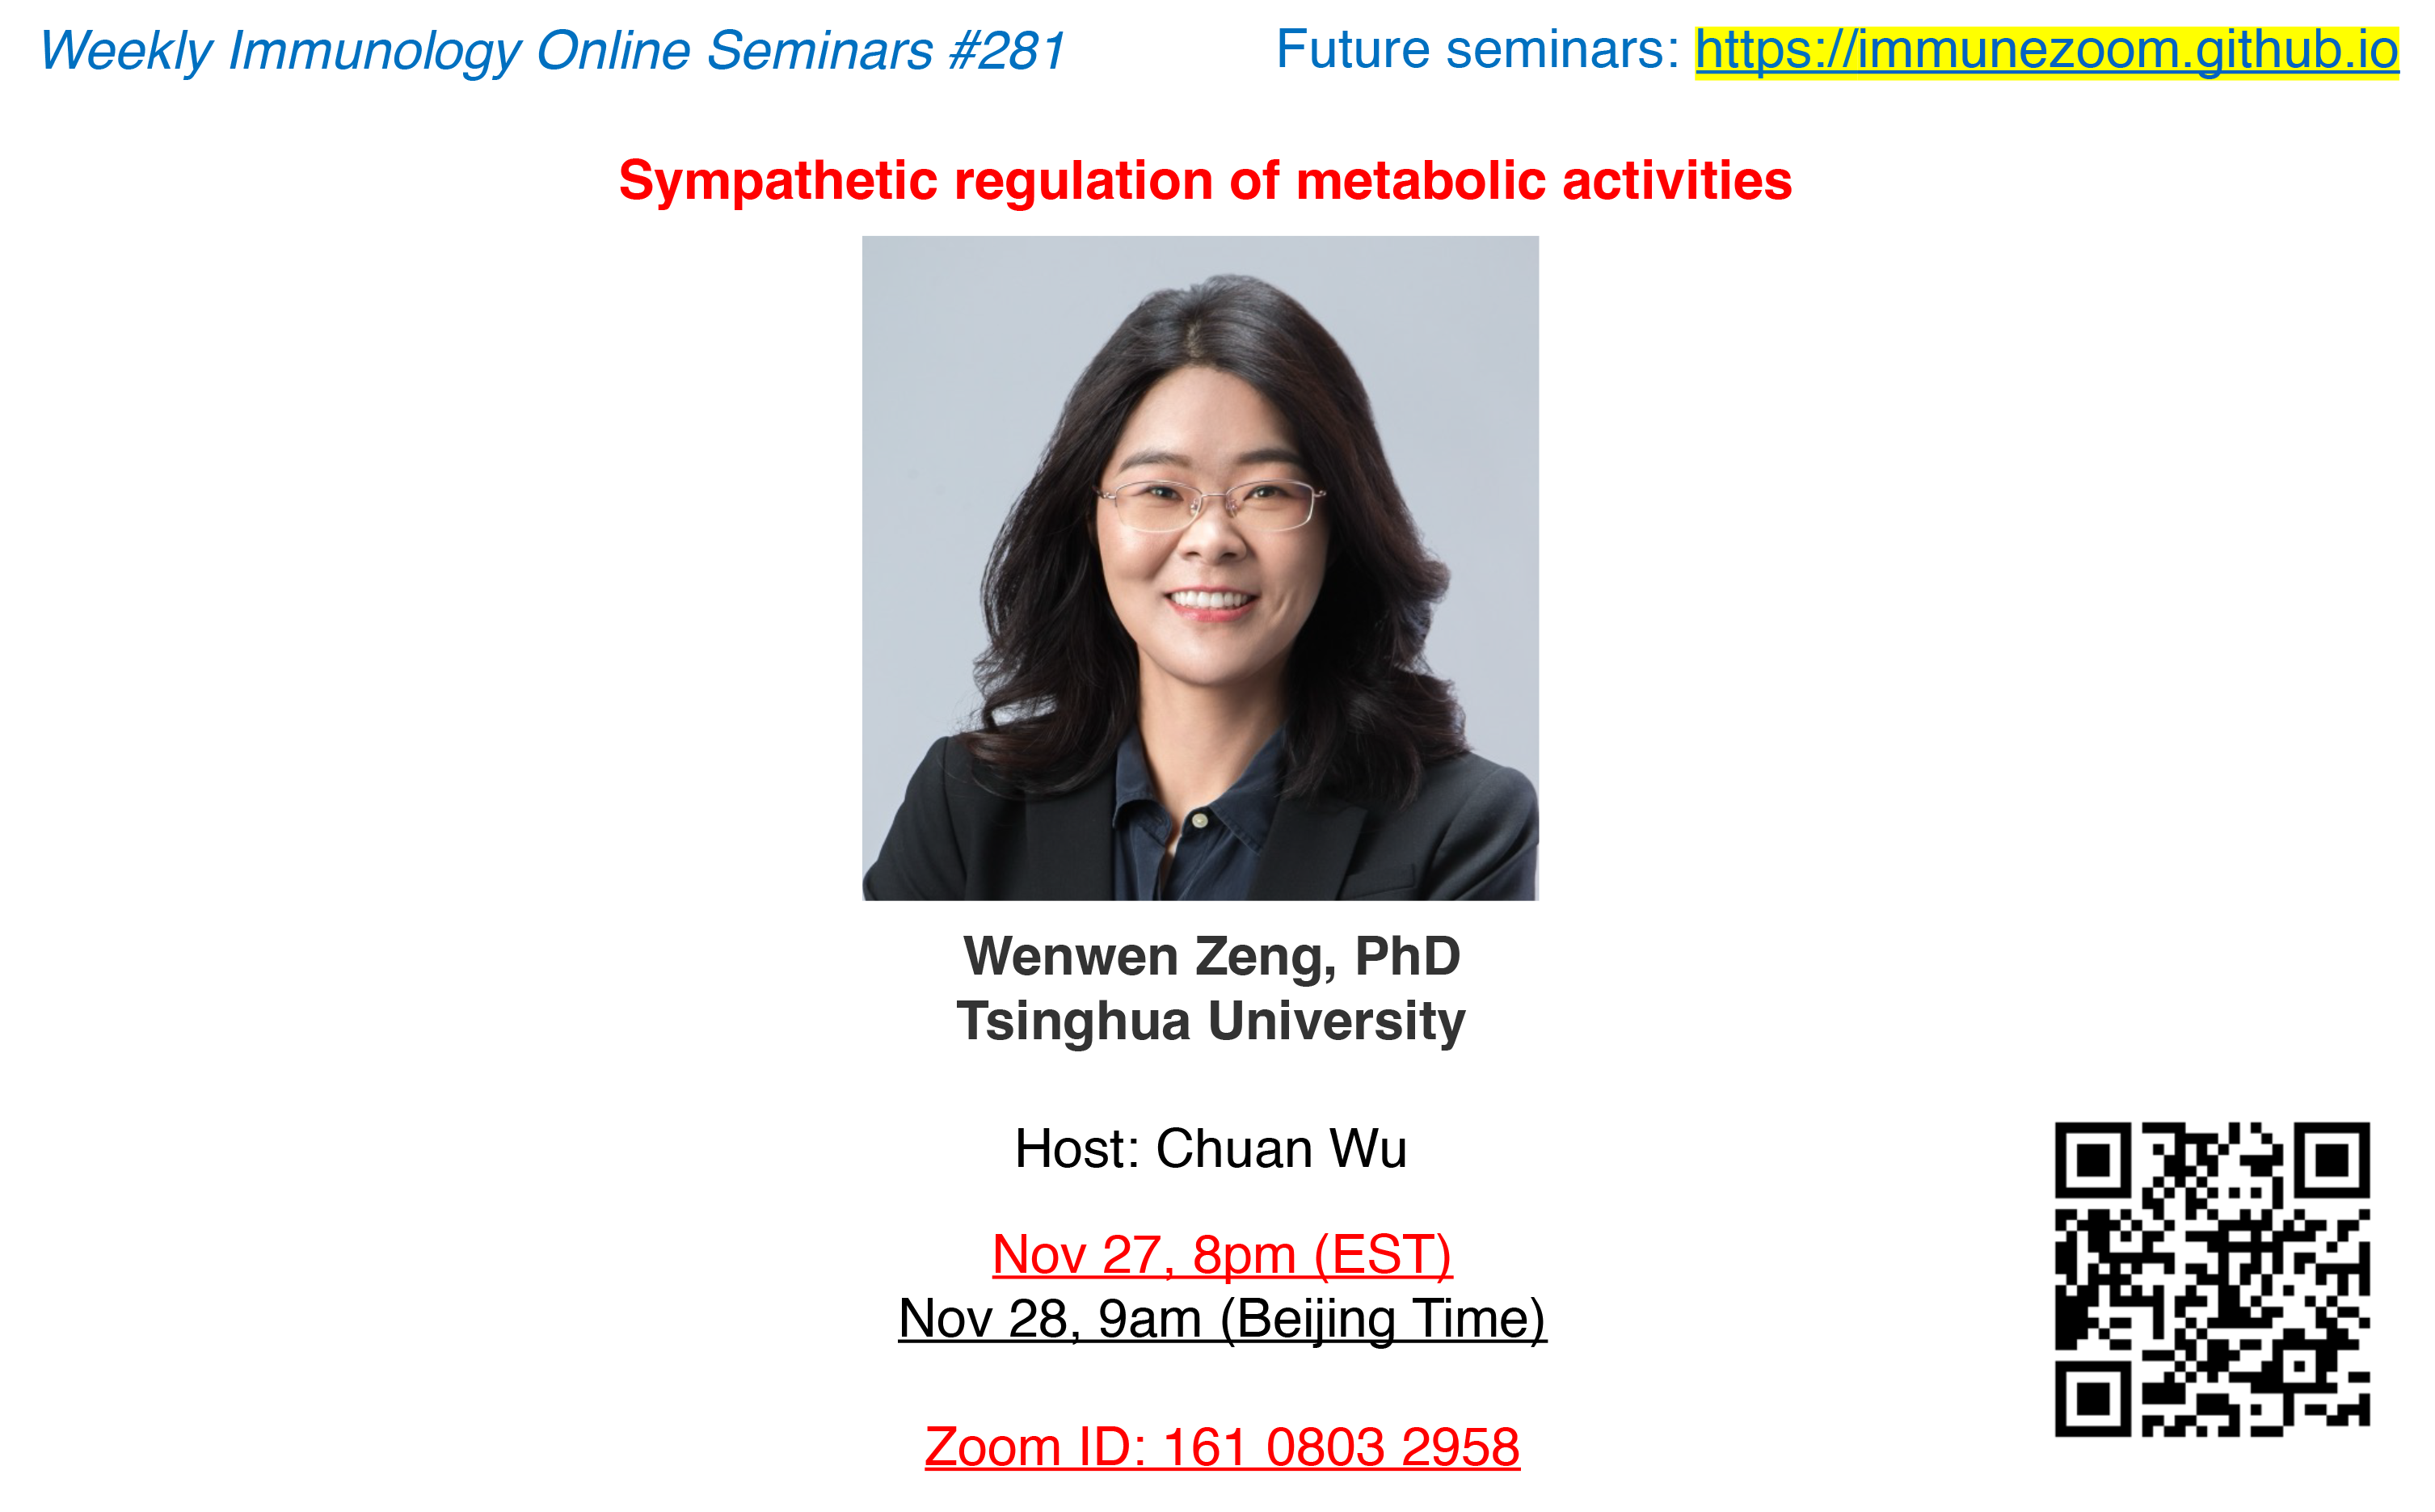 Weekly Immunology Online Seminars #281
Future seminars: https://immunezoom.github.io
Sympathetic regulation of metabolic activities
Wenwen Zeng, PhD
Tsinghua University
Host: Chuan Wu
Nov 27, 8pm (EST)
Nov 28, 9am (Beijing Time)
Zoom ID: 161 0803 2958